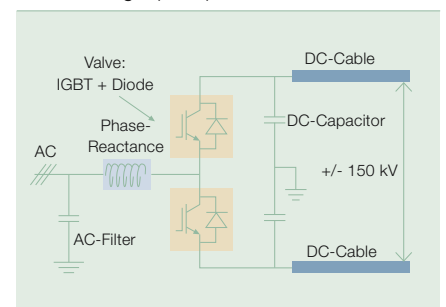 DC-Cable
Valve:
IGBT + Diode
DC-Capacitor
Phase-
Reactance
AC
+/- 150 kV
AC-Filter
DC-Cable